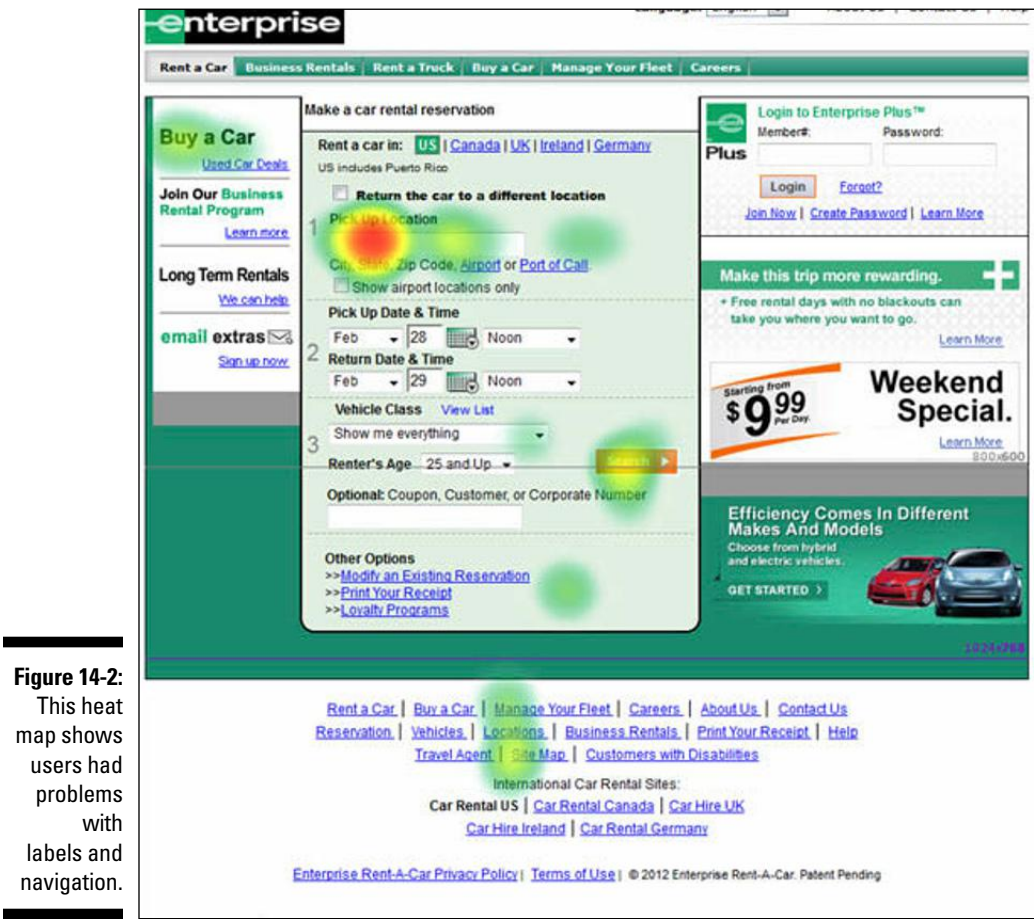 enterprise
Rent a Car Business Rentals Rent a Truck Buy a Car Manage Your Fleet Careers
Buy a Car
Used Car Deals
Join Our Business
Rental Program
Learn more
Long Term Rentals
We can help
email extras
Sign up now
Make a car rental reservation
Rent a car in: US | Canada | UK | Ireland | Germany
US includes Puerto Rico
Return the car to a different location
1 Pick Up Location
City, State, Zip Code, Airport or Port of Call.
Show airport locations only
Pick Up Date & Time
Feb 28 Noon
2 Return Date & Time
Feb 29 Noon
Vehicle Class View List
Show me everything
3
Renter's Age 25 and Up Search
Optional: Coupon, Customer, or Corporate Number
Other Options
>>Modify an Existing Reservation
>>Print Your Receipt
>>Loyalty Programs
e Plus
Login to Enterprise Plus™
Member#: Password:
Login Forgot?
Join Now | Create Password | Learn More
Make this trip more rewarding.
+ Free rental days with no blackouts can
take you where you want to go.
Learn More
Starting from
$9.99
Per Day.
Weekend
Special.
Learn More
800x600
Efficiency Comes In Different
Makes And Models
Choose from hybrid
and electric vehicles.
GET STARTED >
1024x768
Rent a Car | Buy a Car | Manage Your Fleet | Careers | About Us | Contact Us
Reservation | Vehicles | Locations | Business Rentals | Print Your Receipt | Help
Travel Agent | Site Map | Customers with Disabilities
International Car Rental Sites:
Car Rental US | Car Rental Canada | Car Hire UK
Car Hire Ireland | Car Rental Germany
Enterprise Rent-A-Car Privacy Policy | Terms of Use | © 2012 Enterprise Rent-A-Car. Patent Pending
Figure 14-2:
This heat
map shows
users had
problems
with
labels and
navigation.